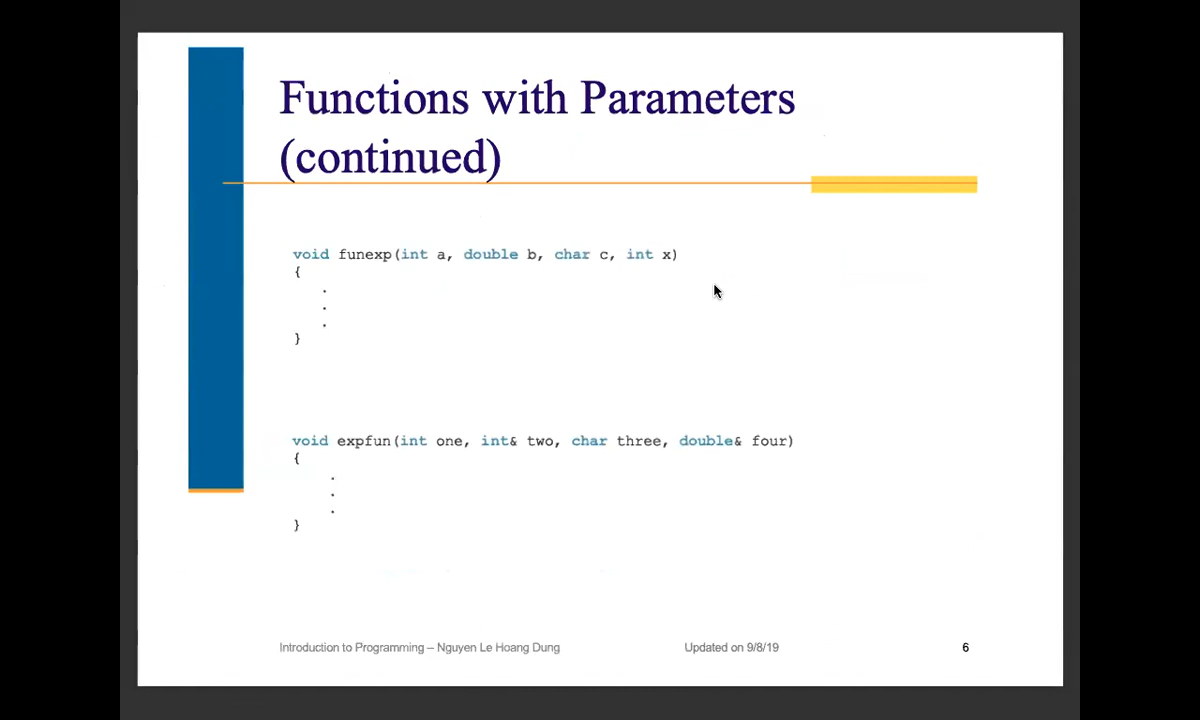 Functions with Parameters
(continued)
void funexp(int a, double b, char c, int x)
{
.
.
.
}
void expfun(int one, int& two, char three, double& four)
{
.
.
.
}
Introduction to Programming – Nguyen Le Hoang Dung
Updated on 9/8/19
6